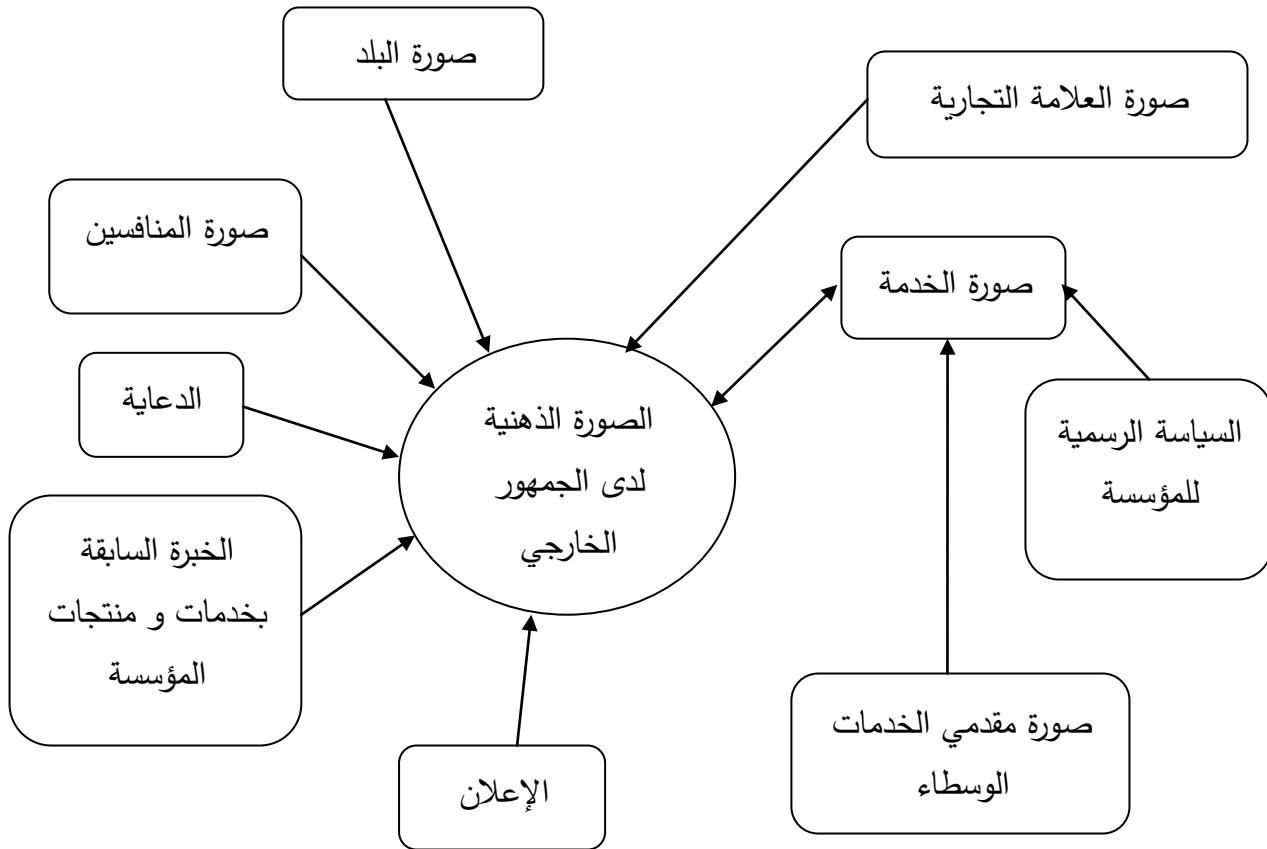 صورة البلد
صورة العلامة التجارية
صورة المنافسين
صورة الخدمة
الدعاية
الصورة الذهنية
لدى الجمهور
الخارجي
السياسة الرسمية
للمؤسسة
الخبرة السابقة
بخدمات و منتجات
المؤسسة
صورة مقدمي الخدمات
الوسطاء
الإعلان